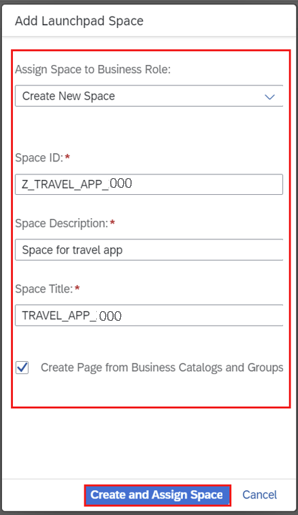 Add Launchpad Space
Assign Space to Business Role:
Create New Space
Space ID:*
Z_TRAVEL_APP_000
Space Description:*
Space for travel app
Space Title:*
TRAVEL_APP_000
Create Page from Business Catalogs and Groups
Create and Assign Space Cancel